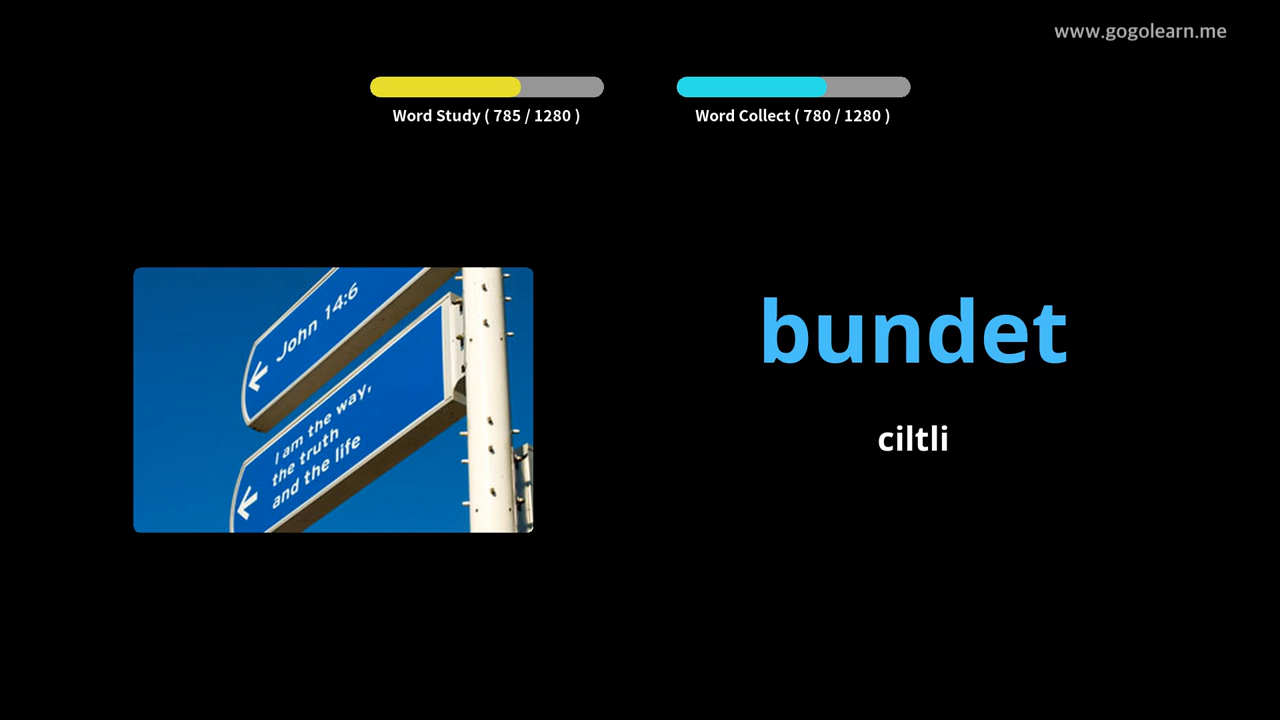 www.gogolearn.me
Word Study ( 785 / 1280 )
Word Collect ( 780 / 1280 )
John 14:6
I am the way,
the truth
and the life
bundet
ciltli